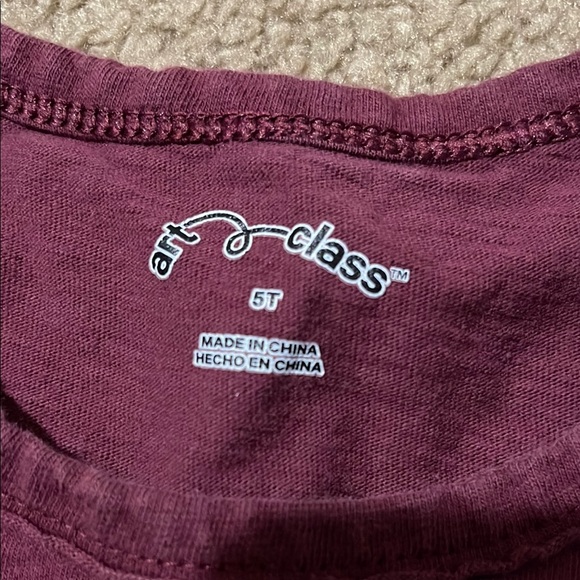 art class™
5T
MADE IN CHINA
HECHO EN CHINA